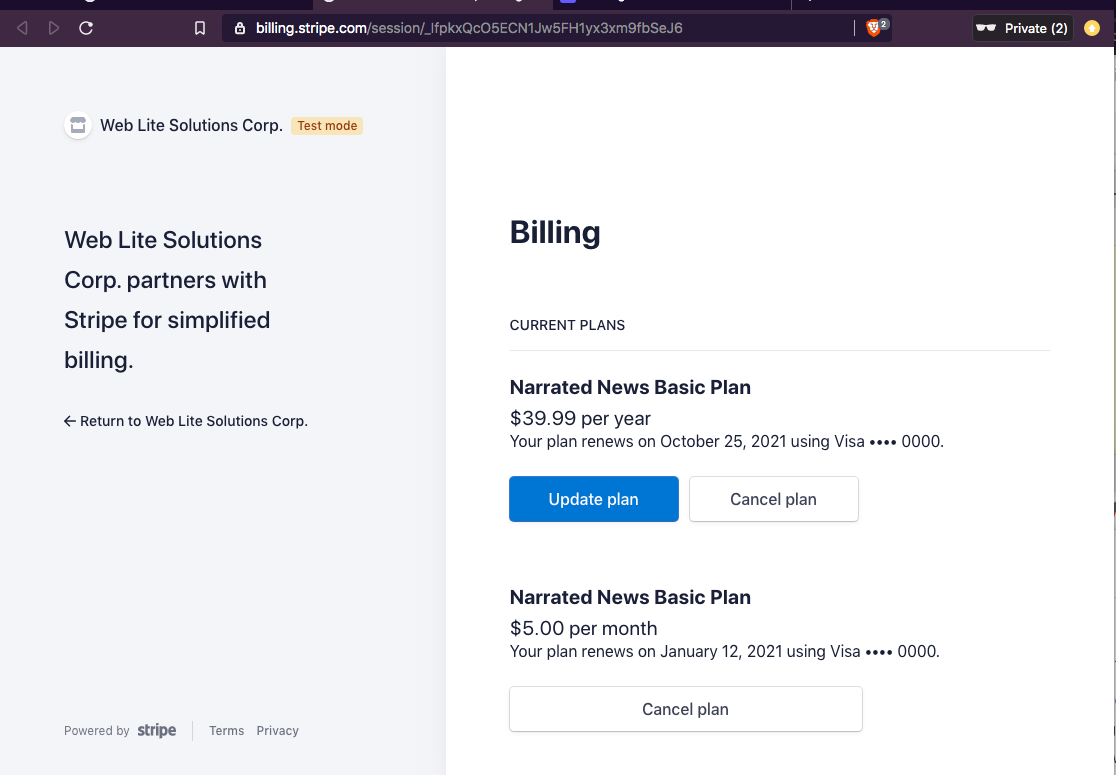 billing.stripe.com/session/_IfpkxQcO5ECN1Jw5FH1yx3xm9fbSeJ6
2
Private (2)
Web Lite Solutions Corp. Test mode
Web Lite Solutions
Corp. partners with
Stripe for simplified
billing.
← Return to Web Lite Solutions Corp.
Powered by stripe
Terms Privacy
Billing
CURRENT PLANS
Narrated News Basic Plan
$39.99 per year
Your plan renews on October 25, 2021 using Visa •••• 0000.
Update plan
Cancel plan
Narrated News Basic Plan
$5.00 per month
Your plan renews on January 12, 2021 using Visa •••• 0000.
Cancel plan